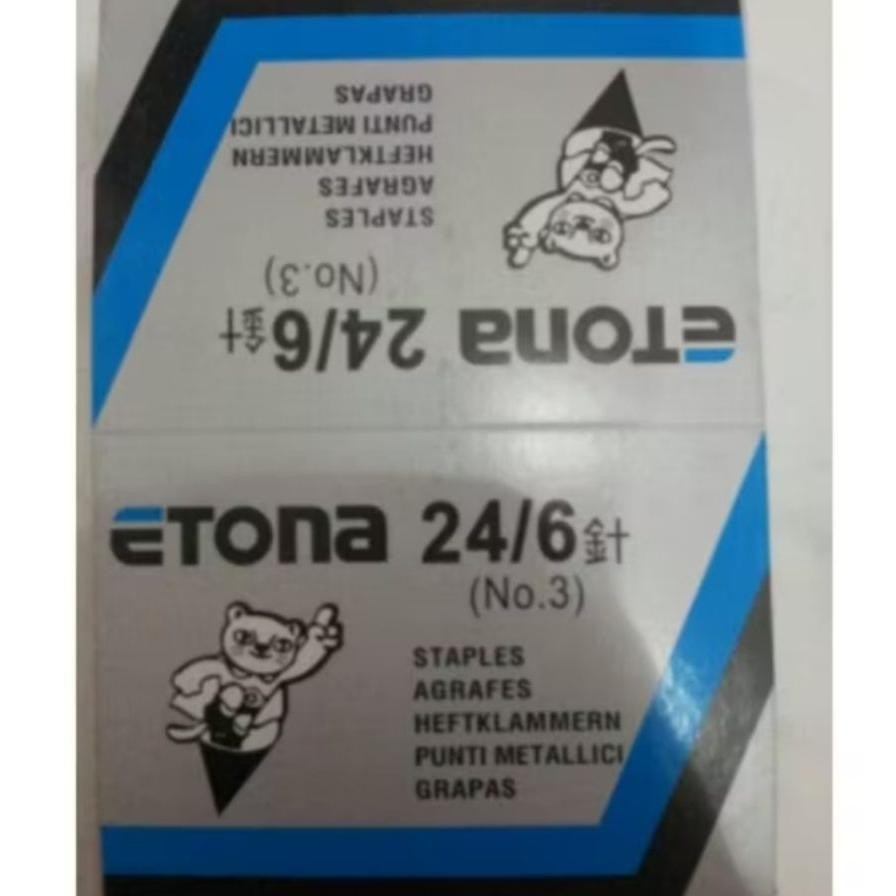 GRAPAS
PUNTI METALLICI
HEFTKLAMMERN
AGRAFES
STAPLES
(No.3)
ETONA 24/6針
ETONA 24/6針
(No.3)
STAPLES
AGRAFES
HEFTKLAMMERN
PUNTI METALLICI
GRAPAS